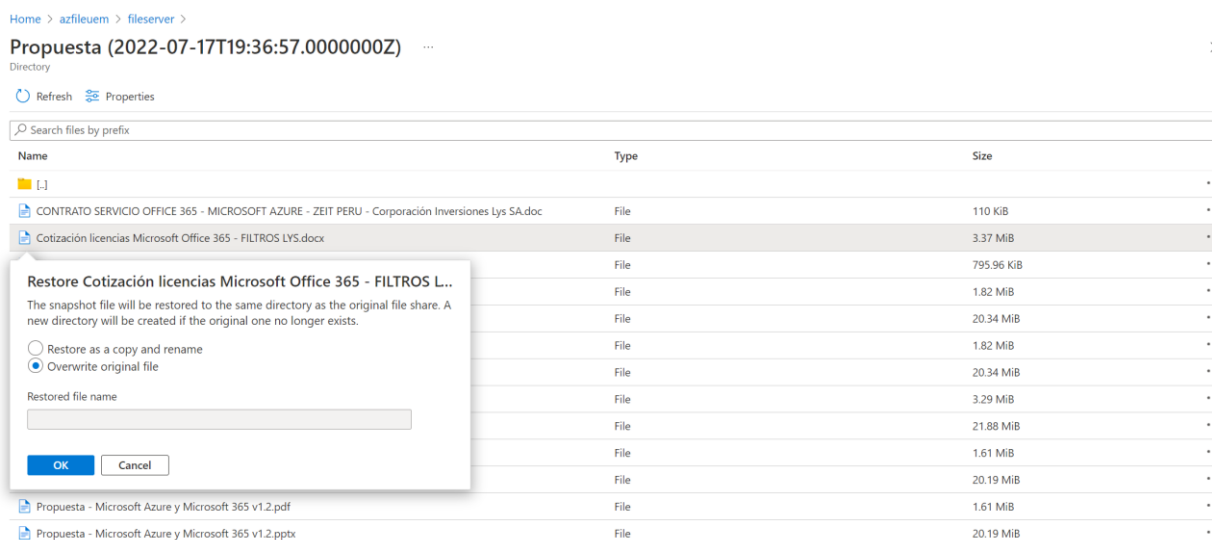 Home > azfileuem > fileserver >
Propuesta (2022-07-17T19:36:57.0000000Z) ...
Directory
Refresh Properties
Search files by prefix
Name Type Size
[..]
CONTRATO SERVICIO OFFICE 365 - MICROSOFT AZURE - ZEIT PERU - Corporación Inversiones Lys SA.doc File 110 KiB
Cotización licencias Microsoft Office 365 - FILTROS LYS.docx File 3.37 MiB
File 795.96 KiB
Restore Cotización licencias Microsoft Office 365 - FILTROS L...
File 1.82 MiB
The snapshot file will be restored to the same directory as the original file share. A
new directory will be created if the original one no longer exists.
File 20.34 MiB
Restore as a copy and rename
File 1.82 MiB
Overwrite original file
File 20.34 MiB
Restored file name
File 3.29 MiB
File 21.88 MiB
File 1.61 MiB
OK Cancel
File 20.19 MiB
Propuesta - Microsoft Azure y Microsoft 365 v1.2.pdf File 1.61 MiB
Propuesta - Microsoft Azure y Microsoft 365 v1.2.pptx File 20.19 MiB